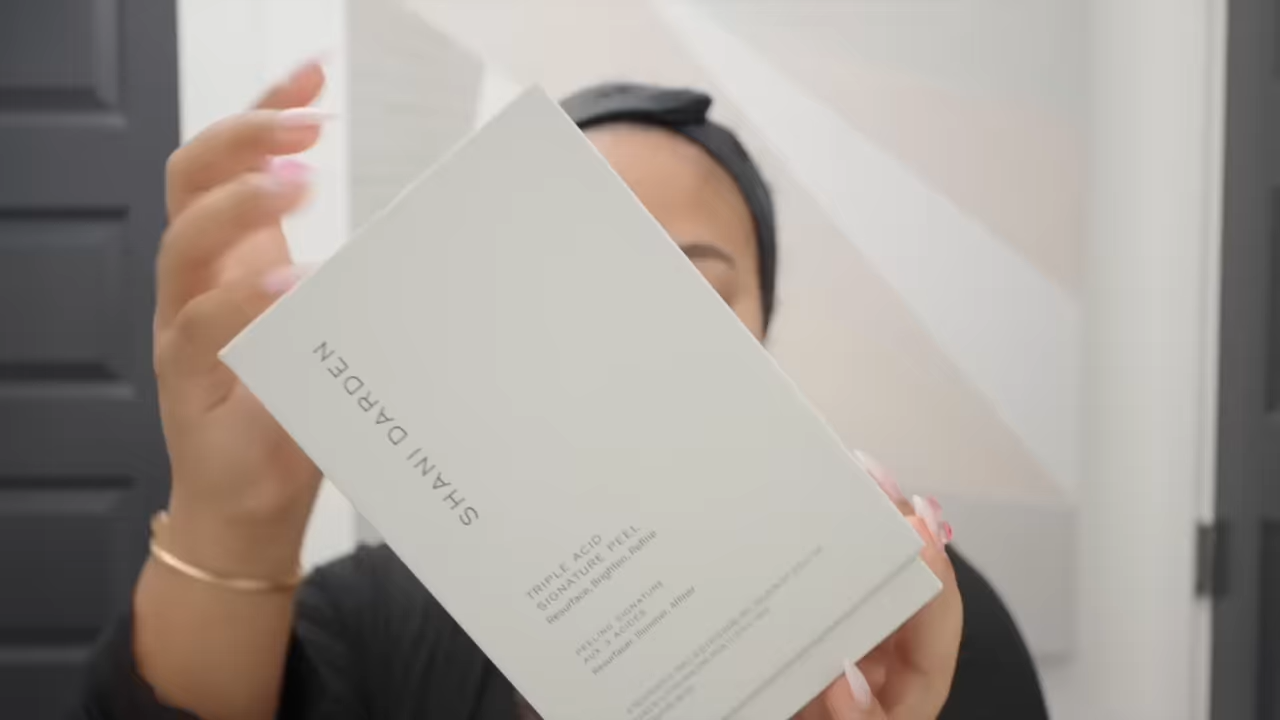 SHANI DARDEN
TRIPLE ACID
SIGNATURE PEEL
Resurface, Brighten, Refine
PEELING SIGNATURE
AUX 3 ACIDES
Resurfacer, Illuminer, Affiner